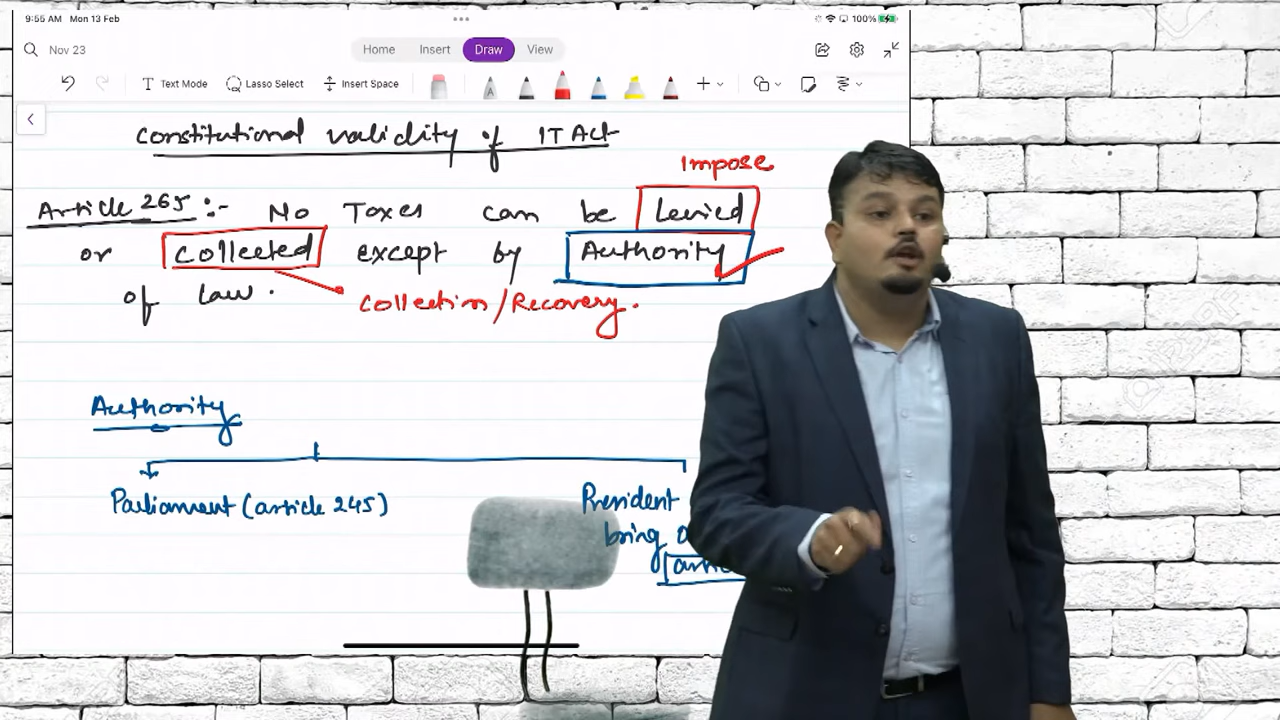 9:55 AM Mon 13 Feb
100%
Nov 23
Home Insert Draw View
Text Mode Lasso Select Insert Space
Constitutional validity of IT Act
Impose
Article 265 :- No Taxes can be levied
or collected except by Authority
of law.
Collection/Recovery.
Authority
Parliament (article 245)
President
bring